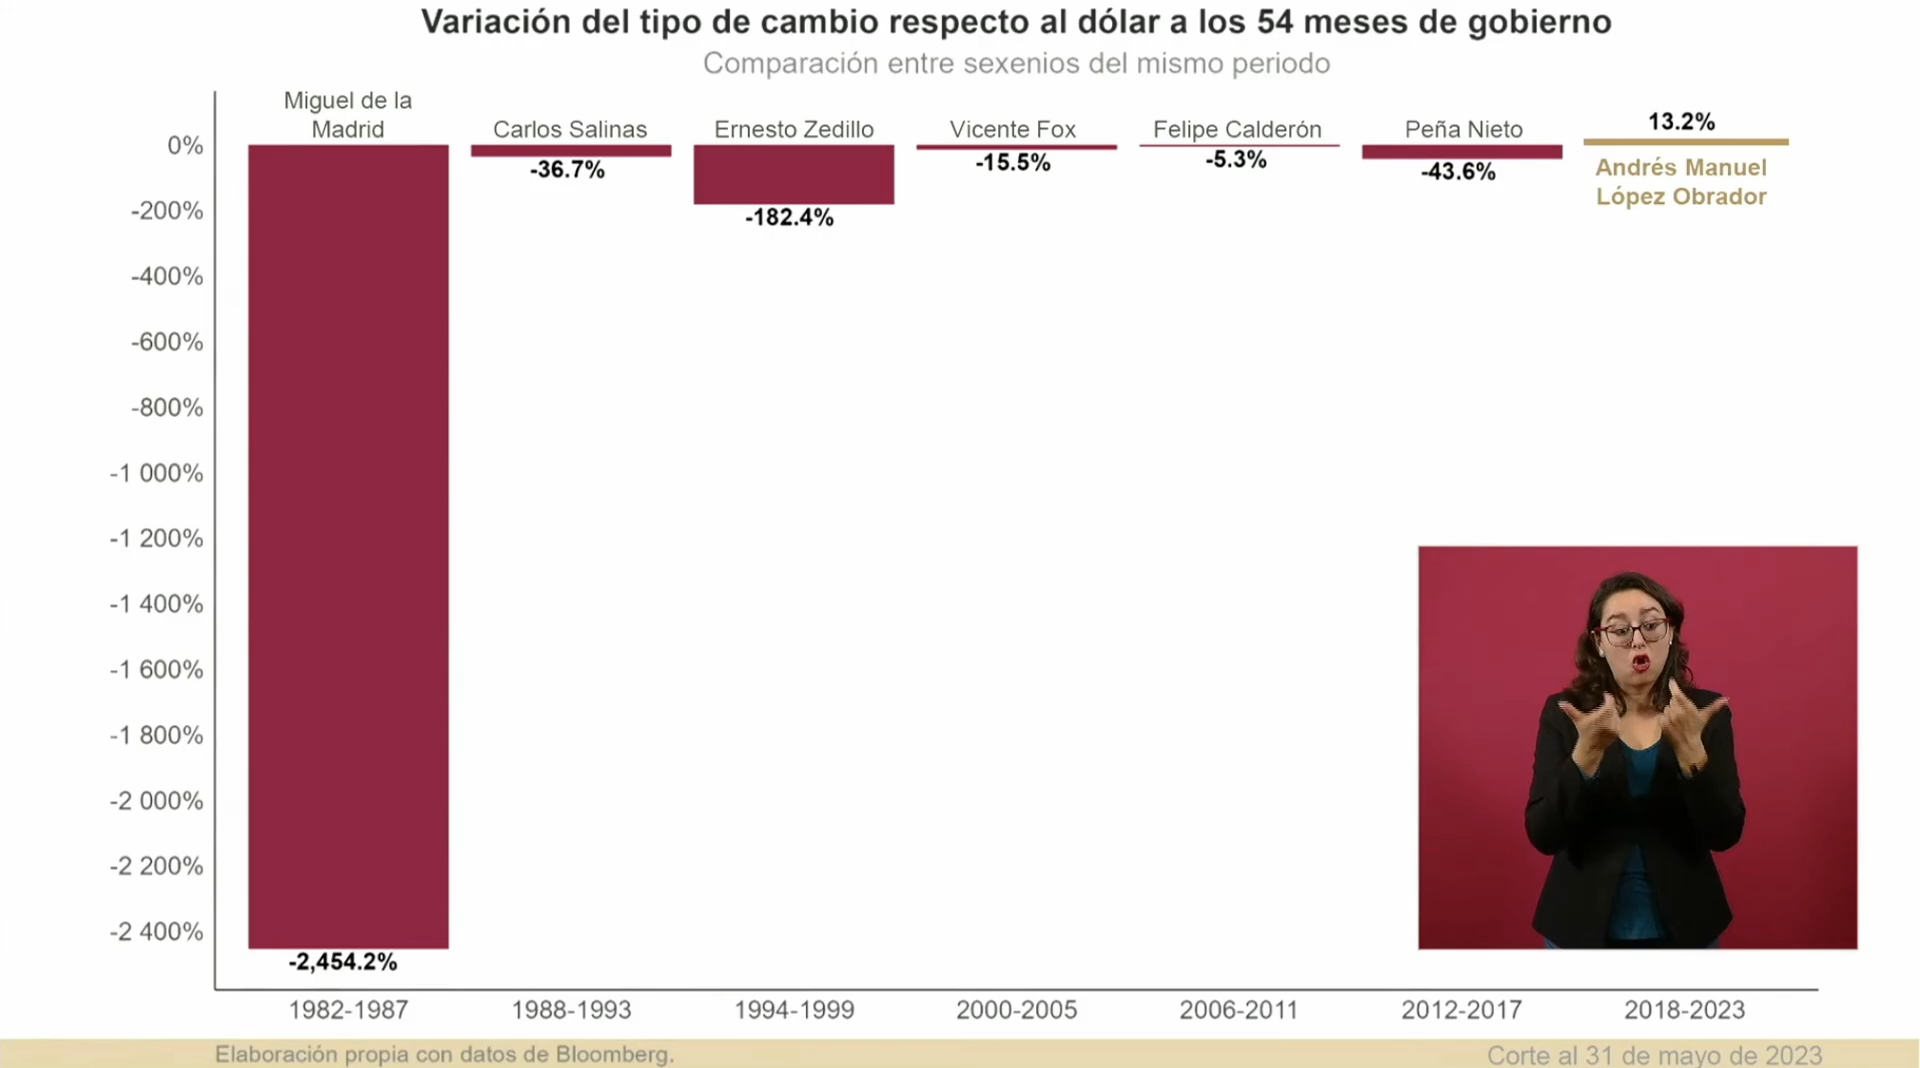 Variación del tipo de cambio respecto al dólar a los 54 meses de gobierno
Comparación entre sexenios del mismo periodo
Miguel de la
Madrid
Carlos Salinas
Ernesto Zedillo
Vicente Fox
Felipe Calderón
Peña Nieto
13.2%
Andrés Manuel
López Obrador
-36.7%
-182.4%
-15.5%
-5.3%
-43.6%
-2,454.2%
0%
-200%
-400%
-600%
-800%
-1 000%
-1 200%
-1 400%
-1 600%
-1 800%
-2 000%
-2 200%
-2 400%
1982-1987
1988-1993
1994-1999
2000-2005
2006-2011
2012-2017
2018-2023
Elaboración propia con datos de Bloomberg.
Corte al 31 de mayo de 2023